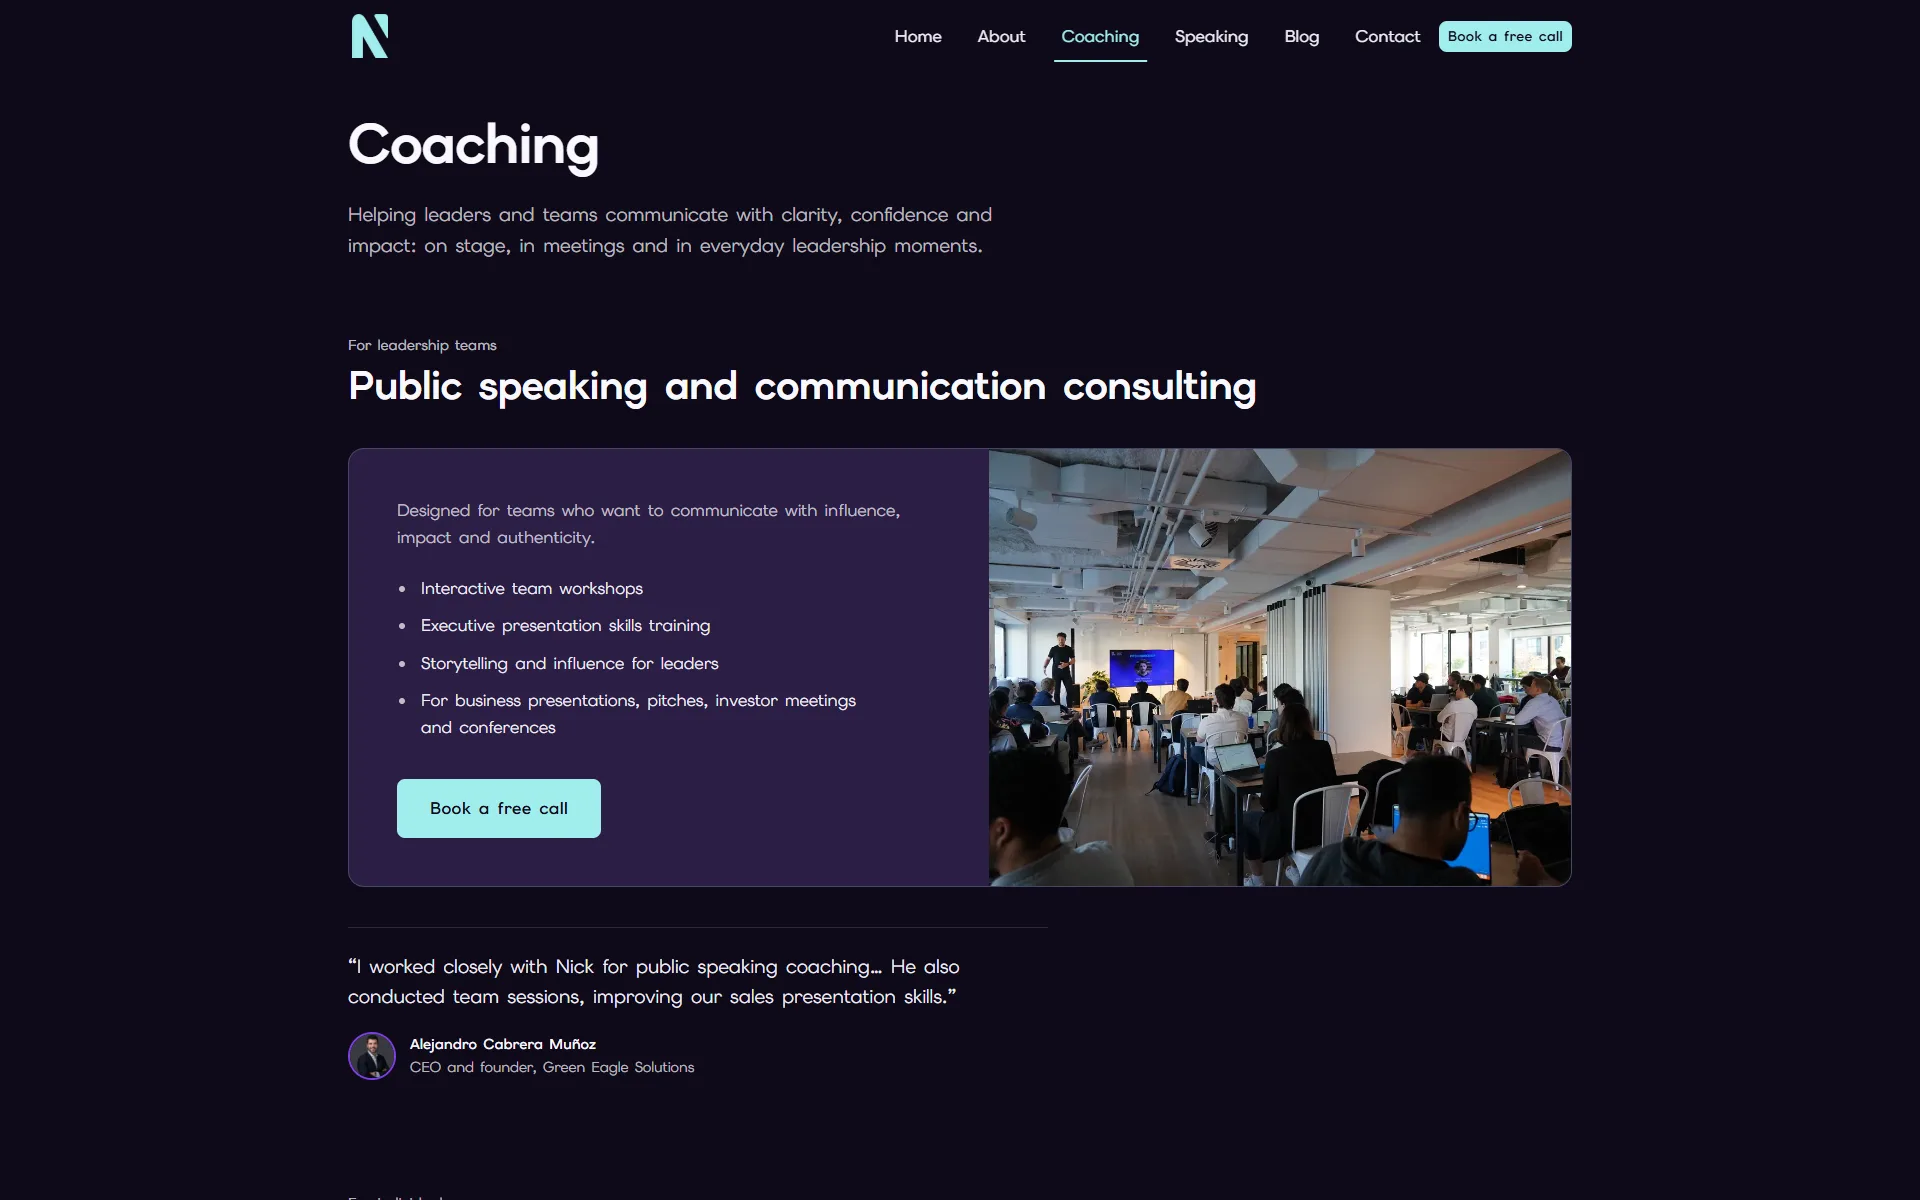 N
Home
About
Coaching
Speaking
Blog
Contact
Book a free call
Coaching
Helping leaders and teams communicate with clarity, confidence and
impact: on stage, in meetings and in everyday leadership moments.
For leadership teams
Public speaking and communication consulting
Designed for teams who want to communicate with influence,
impact and authenticity.
• Interactive team workshops
• Executive presentation skills training
• Storytelling and influence for leaders
• For business presentations, pitches, investor meetings
and conferences
Book a free call
“I worked closely with Nick for public speaking coaching… He also
conducted team sessions, improving our sales presentation skills.”
Alejandro Cabrera Muñoz
CEO and founder, Green Eagle Solutions